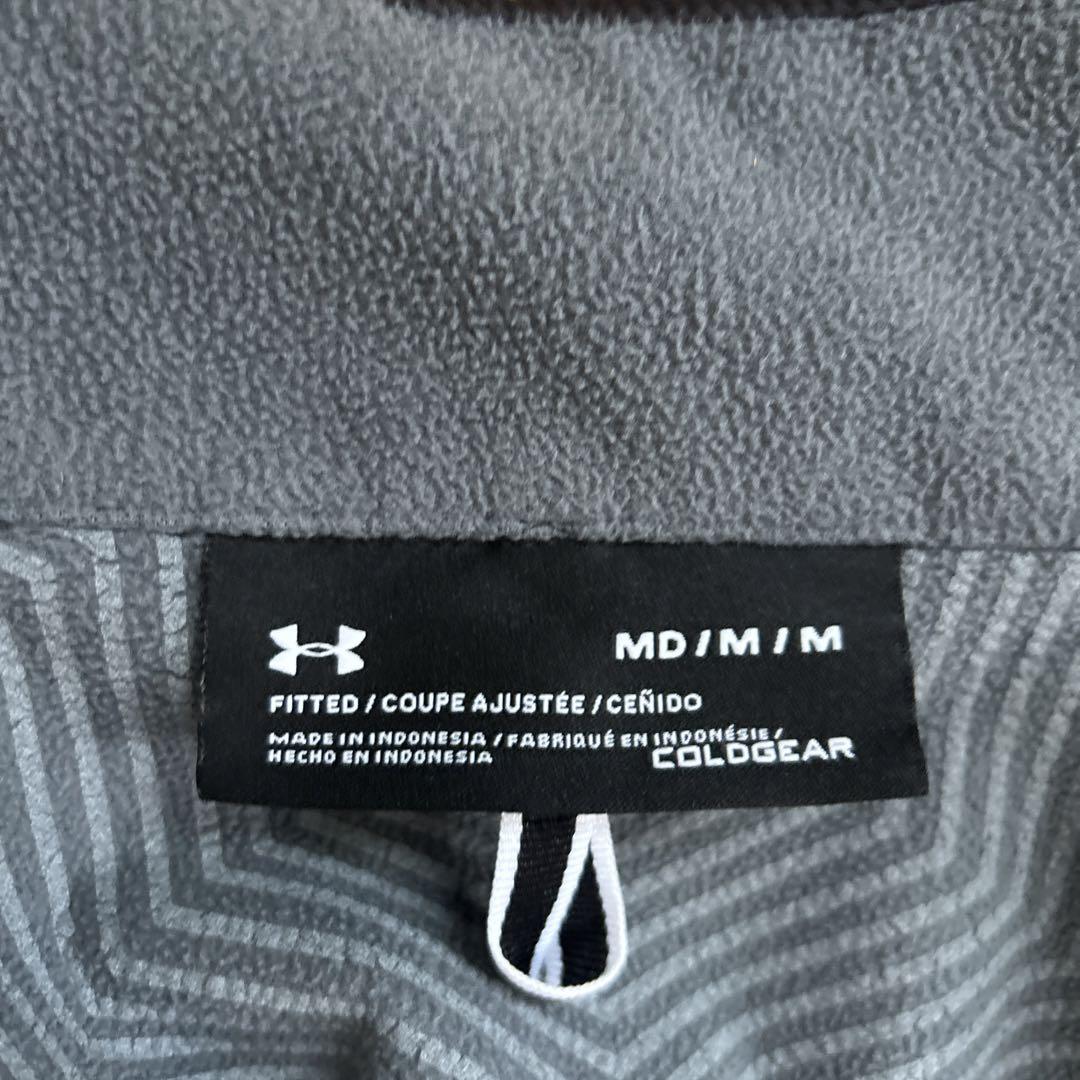 MD / M / M
FITTED / COUPE AJUSTÉE / CEÑIDO
MADE IN INDONESIA / FABRIQUÉ EN INDONÉSIE /
HECHO EN INDONESIA
COLDGEAR